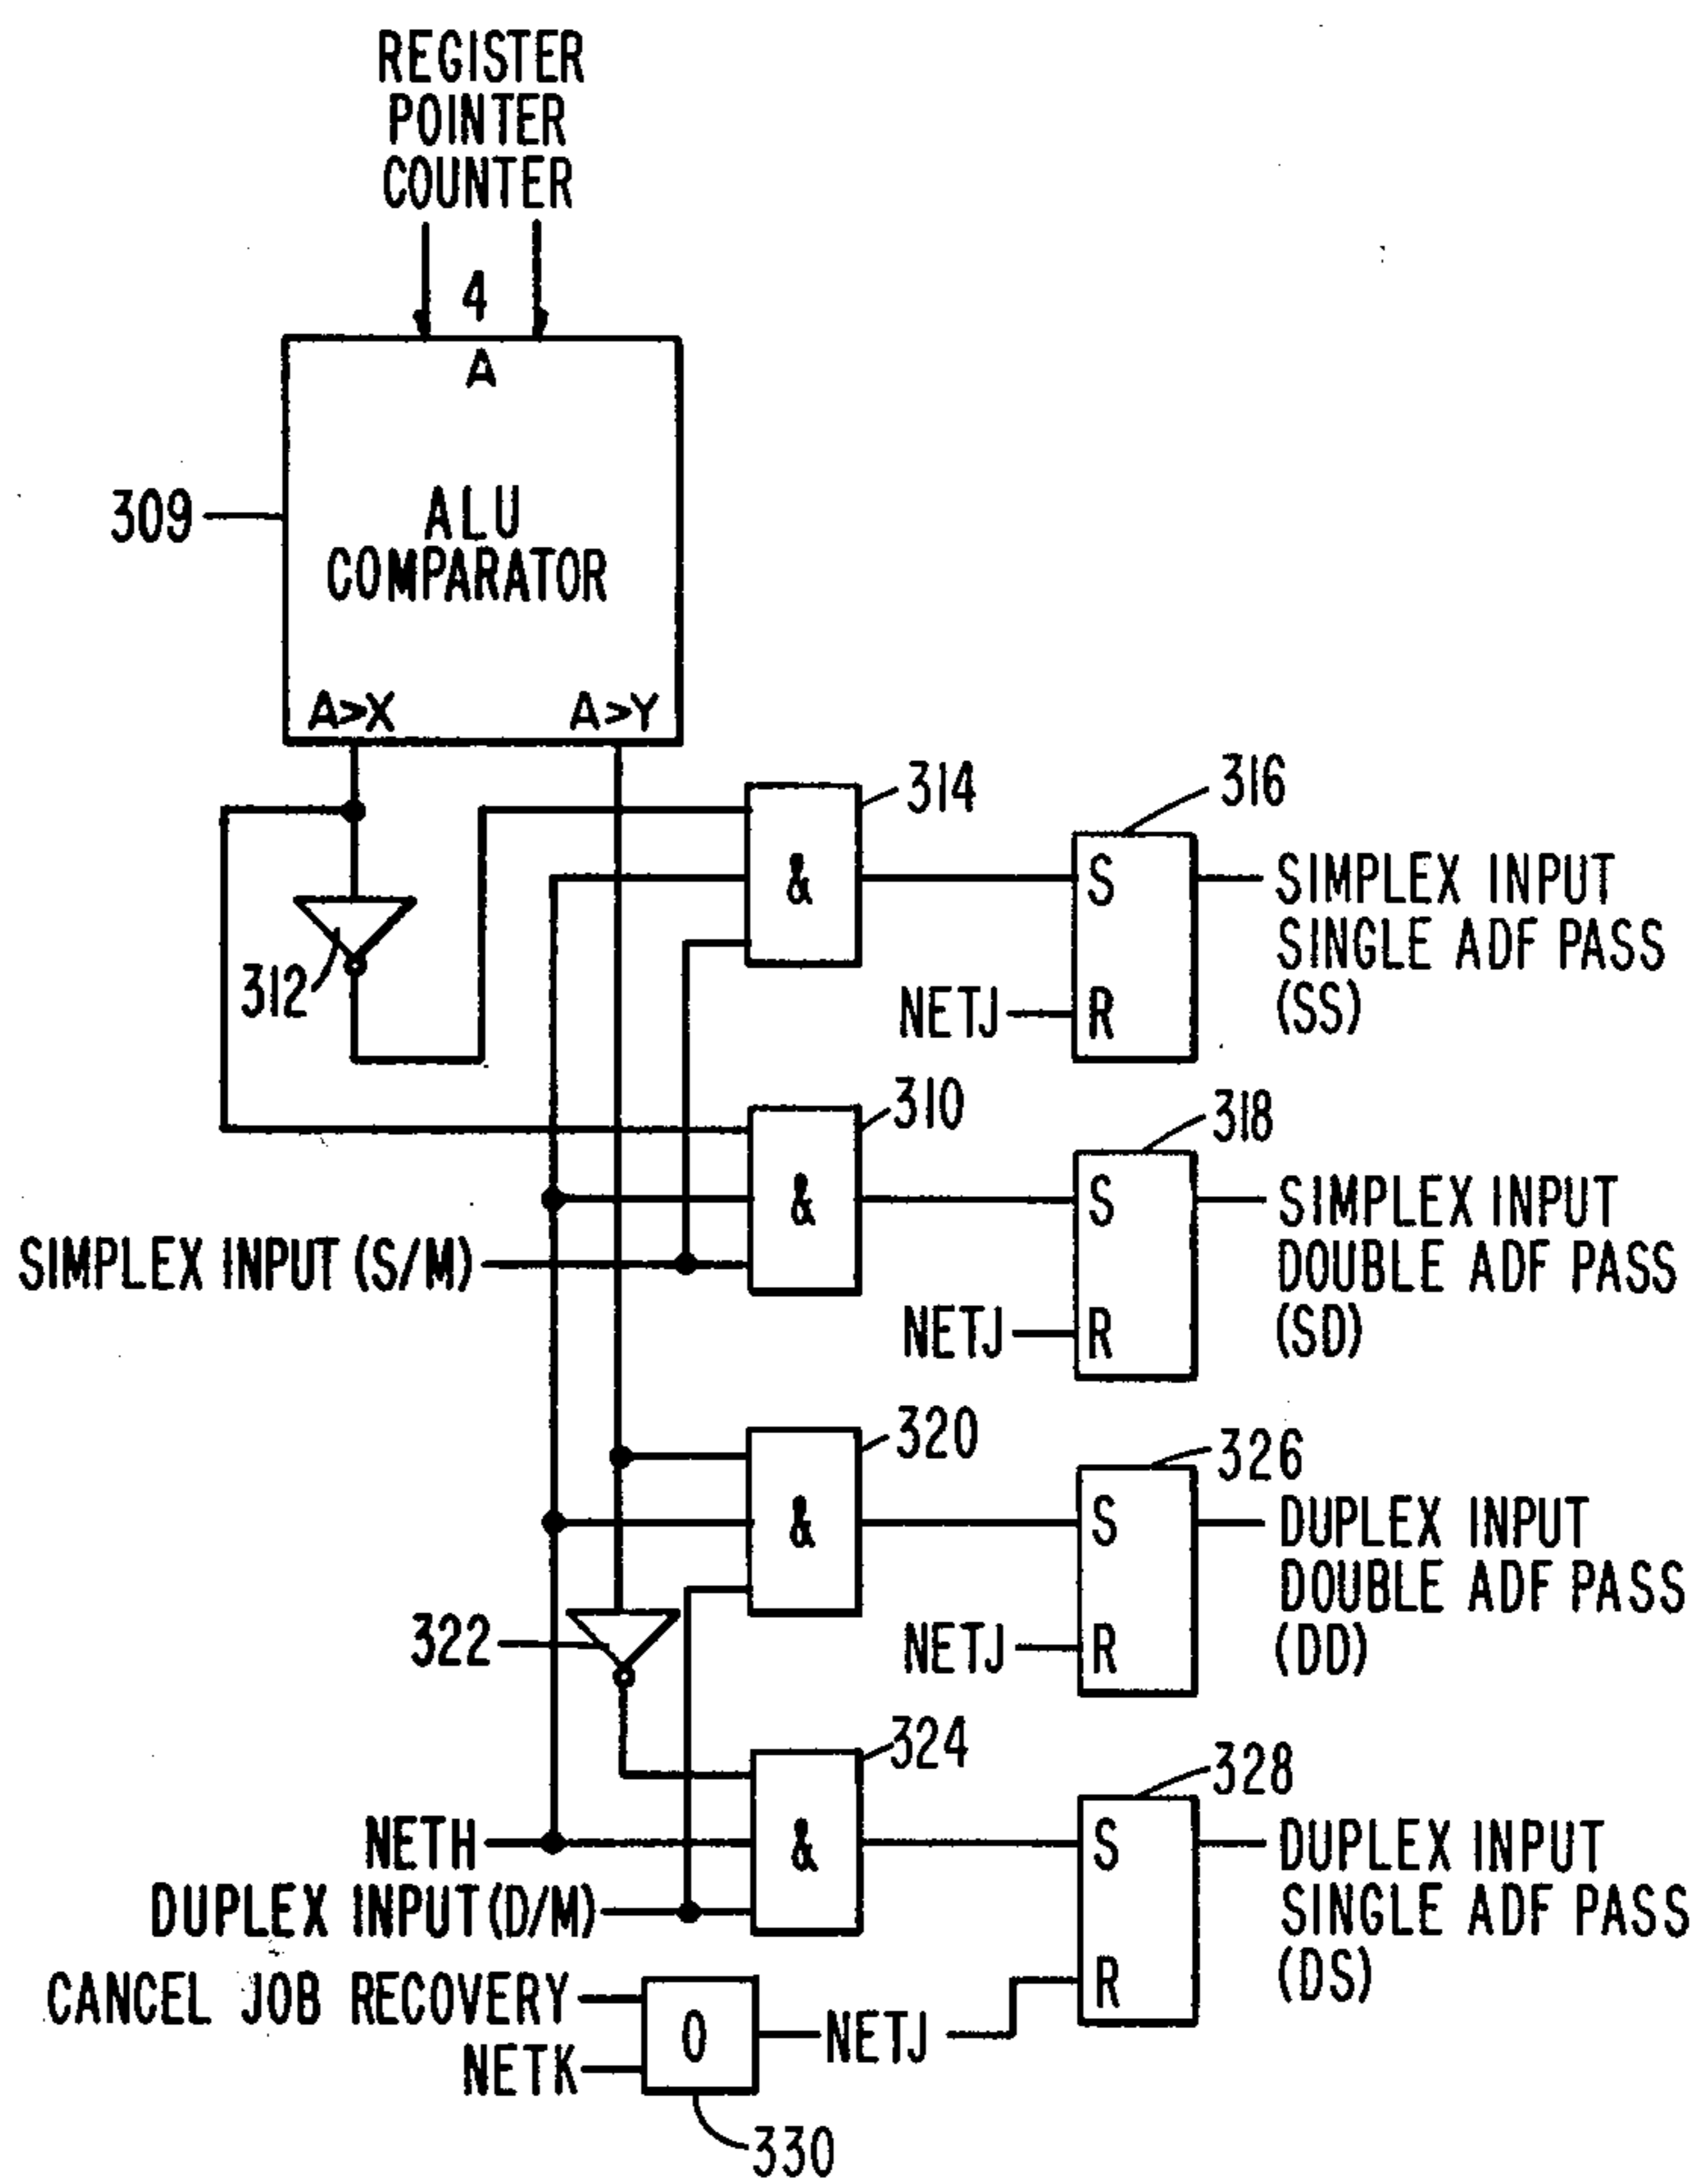 REGISTER
POINTER
COUNTER
4
A
309
ALU
COMPARATOR
A>X
A>Y
314
316
&
S
SIMPLEX INPUT
SINGLE ADF PASS
(SS)
312
NETJ
R
310
318
&
S
SIMPLEX INPUT
DOUBLE ADF PASS
(SD)
SIMPLEX INPUT (S/M)
NETJ
R
320
326
&
S
DUPLEX INPUT
DOUBLE ADF PASS
(DD)
322
NETJ
R
324
328
NETH
&
S
DUPLEX INPUT
SINGLE ADF PASS
(DS)
DUPLEX INPUT (D/M)
CANCEL JOB RECOVERY
NETK
O
NETJ
R
330